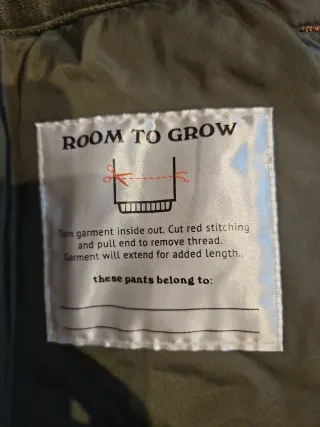 ROOM TO GROW
Turn garment inside out. Cut red stitching
and pull end to remove thread.
Garment will extend for added length.
these pants belong to: